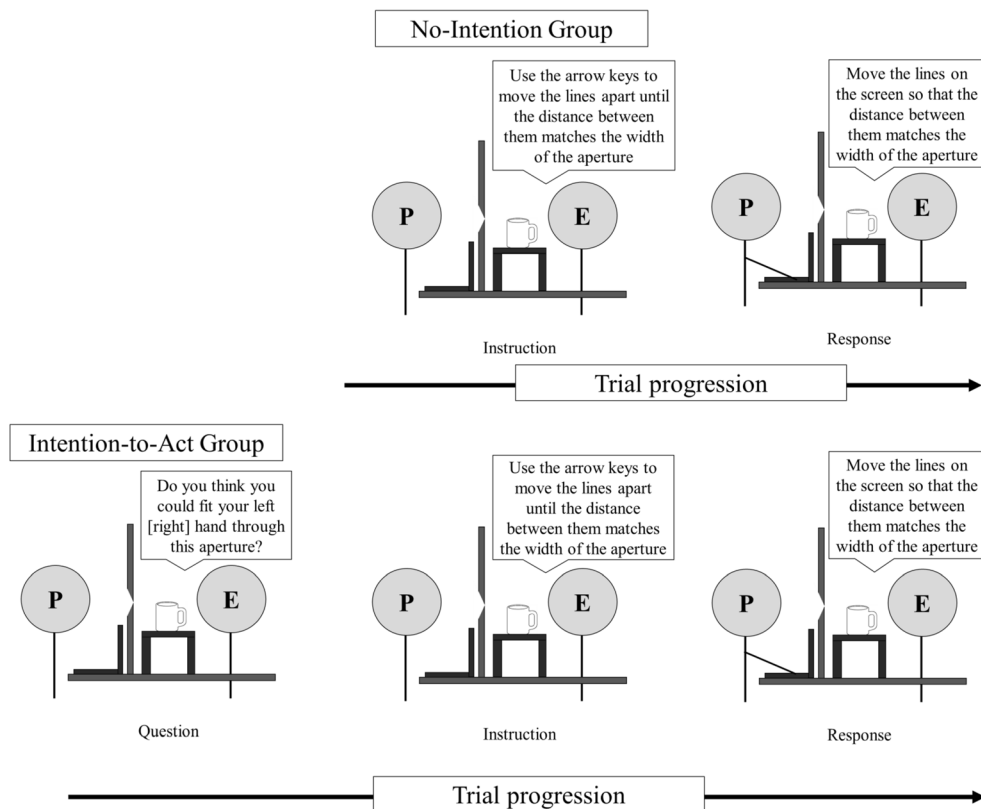 No-Intention Group
Use the arrow keys to
move the lines apart until
the distance between
them matches the width
of the aperture
Move the lines on
the screen so that the
distance between
them matches the
width of the aperture
P
E
P
E
Instruction
Response
Trial progression
Intention-to-Act Group
Do you think you
could fit your left
[right] hand through
this aperture?
Use the arrow keys to
move the lines apart
until the distance
between them matches
the width of the aperture
Move the lines on
the screen so that the
distance between
them matches the
width of the aperture
P
E
P
E
P
E
Question
Instruction
Response
Trial progression